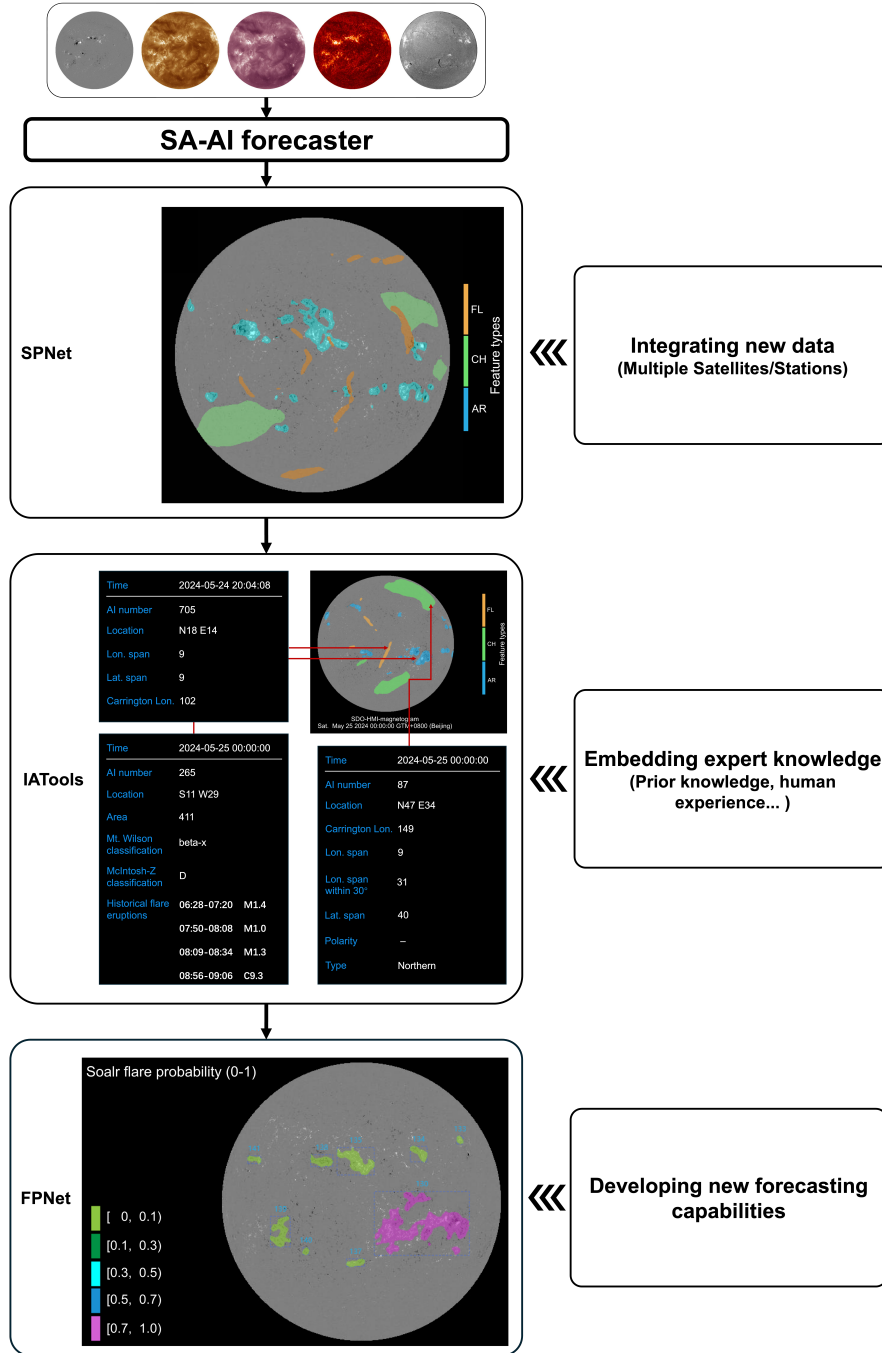 SA-AI forecaster
SPNet
FL
CH
AR
Feature types
Integrating new data
(Multiple Satellites/Stations)
IATools
Time 2024-05-24 20:04:08
AI number 705
Location N18 E14
Lon. span 9
Lat. span 9
Carrington Lon. 102
FL
CH
AR
Feature types
SDO-HMI-magnetogram
Sat. May 25 2024 00:00:00 GTM+0800 (Beijing)
Time 2024-05-25 00:00:00
AI number 265
Location S11 W29
Area 411
Mt. Wilson
classification beta-x
McIntosh-Z
classification D
Historical flare
eruptions 06:28-07:20 M1.4
07:50-08:08 M1.0
08:09-08:34 M1.3
08:56-09:06 C9.3
Time 2024-05-25 00:00:00
AI number 87
Location N47 E34
Carrington Lon. 149
Lon. span 9
Lon. span
within 30° 31
Lat. span 40
Polarity –
Type Northern
Embedding expert knowledge
(Prior knowledge, human
experience... )
FPNet
Soalr flare probability (0-1)
[ 0, 0.1)
[0.1, 0.3)
[0.3, 0.5)
[0.5, 0.7)
[0.7, 1.0)
Developing new forecasting
capabilities